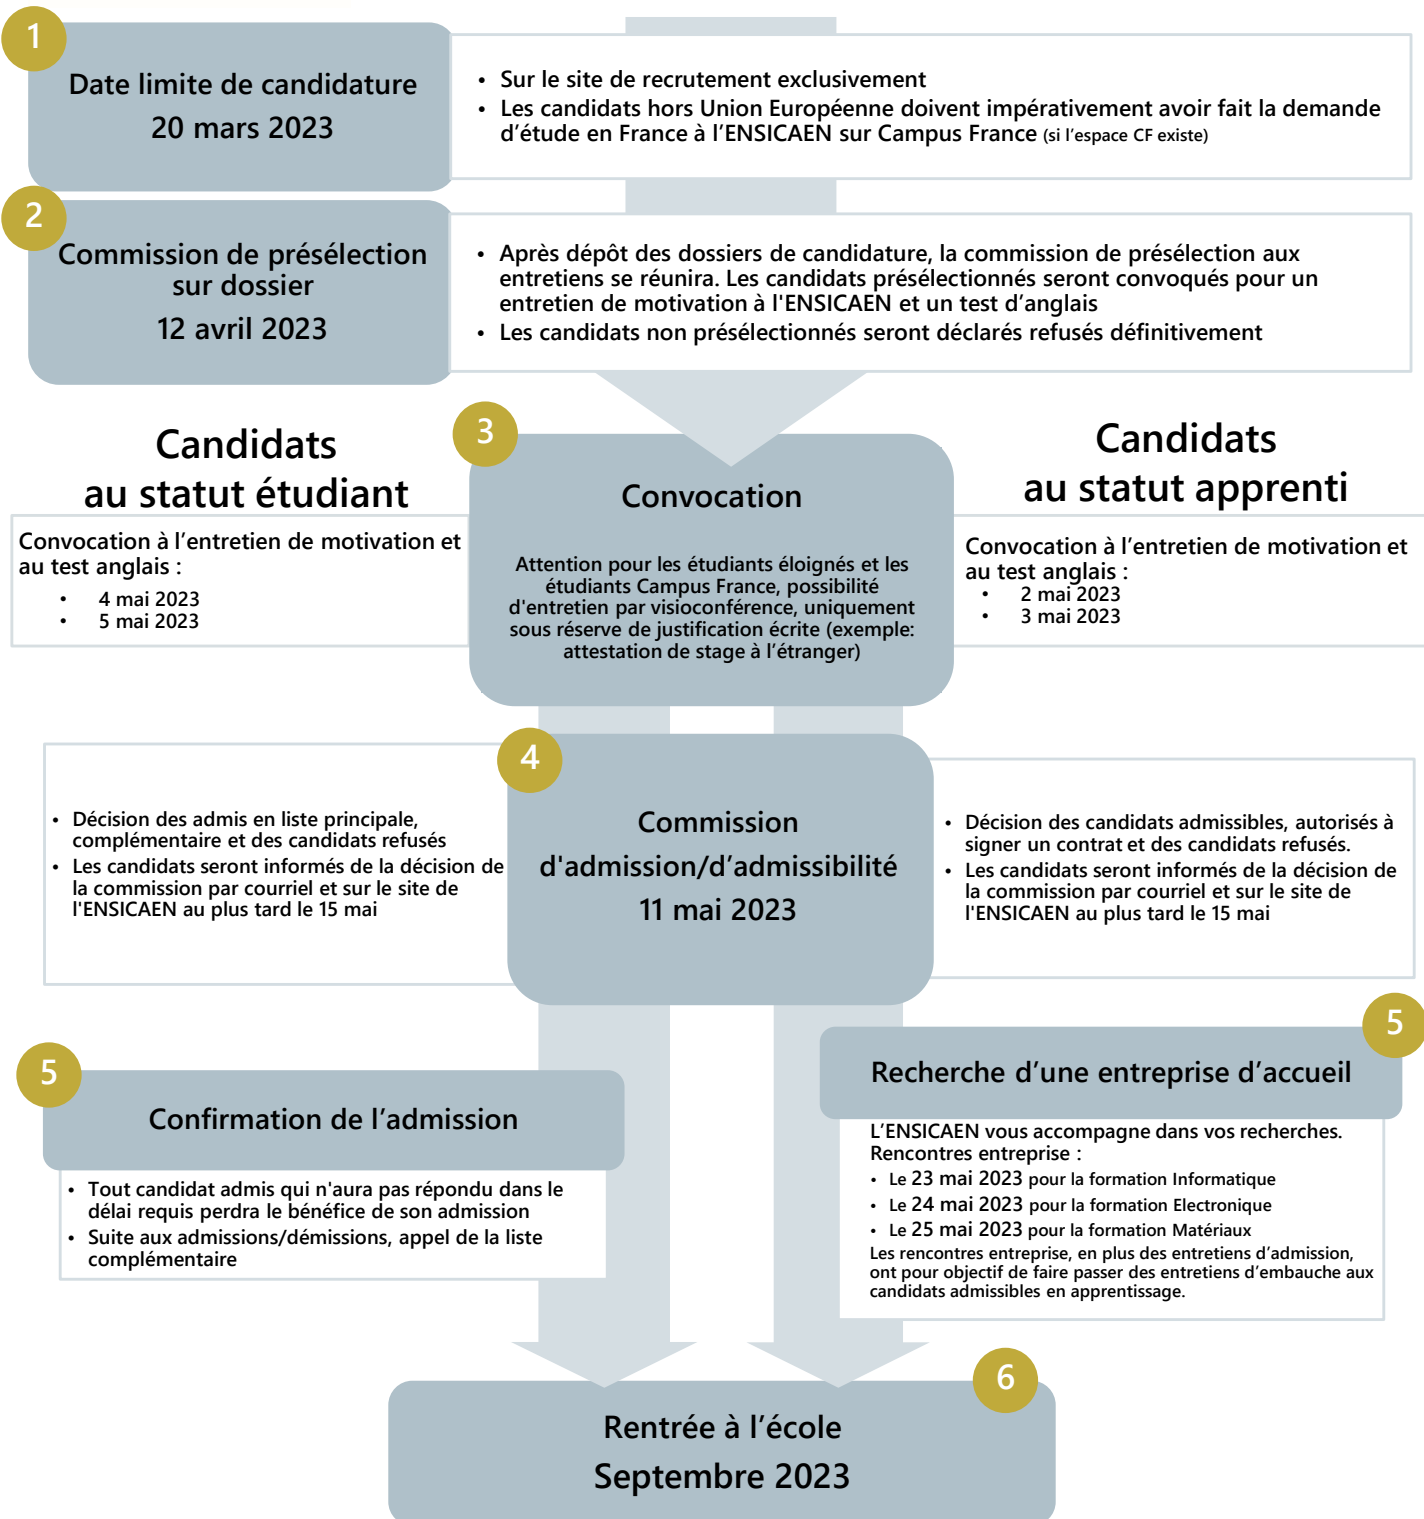 1
Date limite de candidature
20 mars 2023
• Sur le site de recrutement exclusivement
• Les candidats hors Union Européenne doivent impérativement avoir fait la demande
d'étude en France à l'ENSICAEN sur Campus France (si l'espace CF existe)
2
Commission de présélection
sur dossier
12 avril 2023
• Après dépôt des dossiers de candidature, la commission de présélection aux
entretiens se réunira. Les candidats présélectionnés seront convoqués pour un
entretien de motivation à l'ENSICAEN et un test d'anglais
• Les candidats non présélectionnés seront déclarés refusés définitivement
Candidats
au statut étudiant
Convocation à l'entretien de motivation et
au test anglais :
• 4 mai 2023
• 5 mai 2023
3
Convocation
Attention pour les étudiants éloignés et les
étudiants Campus France, possibilité
d'entretien par visioconférence, uniquement
sous réserve de justification écrite (exemple:
attestation de stage à l'étranger)
Candidats
au statut apprenti
Convocation à l'entretien de motivation et
au test anglais :
• 2 mai 2023
• 3 mai 2023
• Décision des admis en liste principale,
complémentaire et des candidats refusés
• Les candidats seront informés de la décision de
la commission par courriel et sur le site de
l'ENSICAEN au plus tard le 15 mai
4
Commission
d'admission/d'admissibilité
11 mai 2023
• Décision des candidats admissibles, autorisés à
signer un contrat et des candidats refusés.
• Les candidats seront informés de la décision de
la commission par courriel et sur le site de
l'ENSICAEN au plus tard le 15 mai
5
Confirmation de l'admission
• Tout candidat admis qui n'aura pas répondu dans le
délai requis perdra le bénéfice de son admission
• Suite aux admissions/démissions, appel de la liste
complémentaire
5
Recherche d'une entreprise d'accueil
L'ENSICAEN vous accompagne dans vos recherches.
Rencontres entreprise :
• Le 23 mai 2023 pour la formation Informatique
• Le 24 mai 2023 pour la formation Electronique
• Le 25 mai 2023 pour la formation Matériaux
Les rencontres entreprise, en plus des entretiens d'admission,
ont pour objectif de faire passer des entretiens d'embauche aux
candidats admissibles en apprentissage.
6
Rentrée à l'école
Septembre 2023